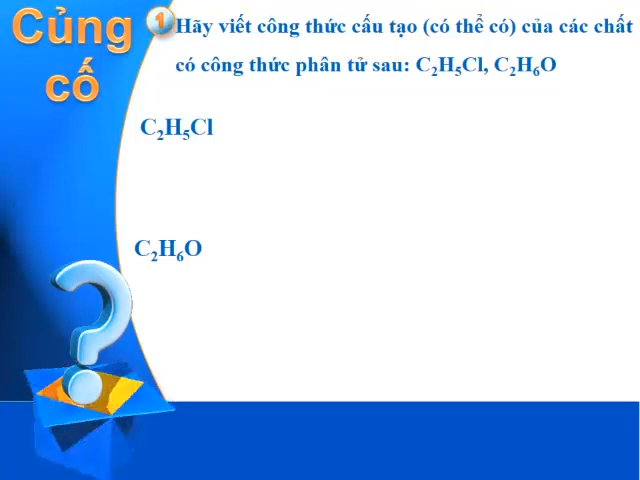 Củng
cố
1 Hãy viết công thức cấu tạo (có thể có) của các chất
có công thức phân tử sau: C₂H₅Cl, C₂H₆O
C₂H₅Cl
C₂H₆O
?